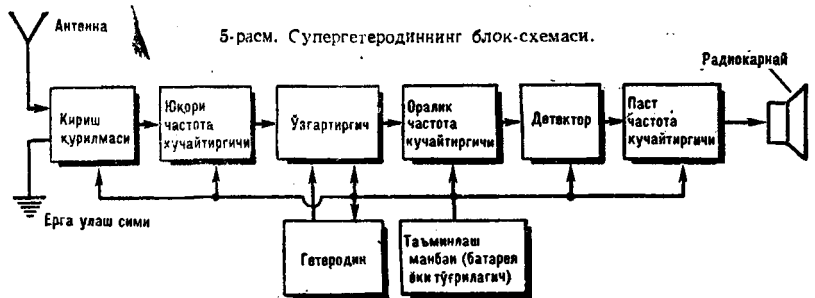 Антенна
5-расм. Супергетеродиннинг блок-схемаси.
Радиокарнай
Кириш
қурилмаси
Юқори
частота
кучайтиргичи
Ўзгартиргич
Оралик
частота
кучайтиргичи
Детектор
Паст
частота
кучайтиргичи
Ерга улаш сими
Гетеродин
Таъминлаш
манбаи (батарея
ёки тўғрилагич)